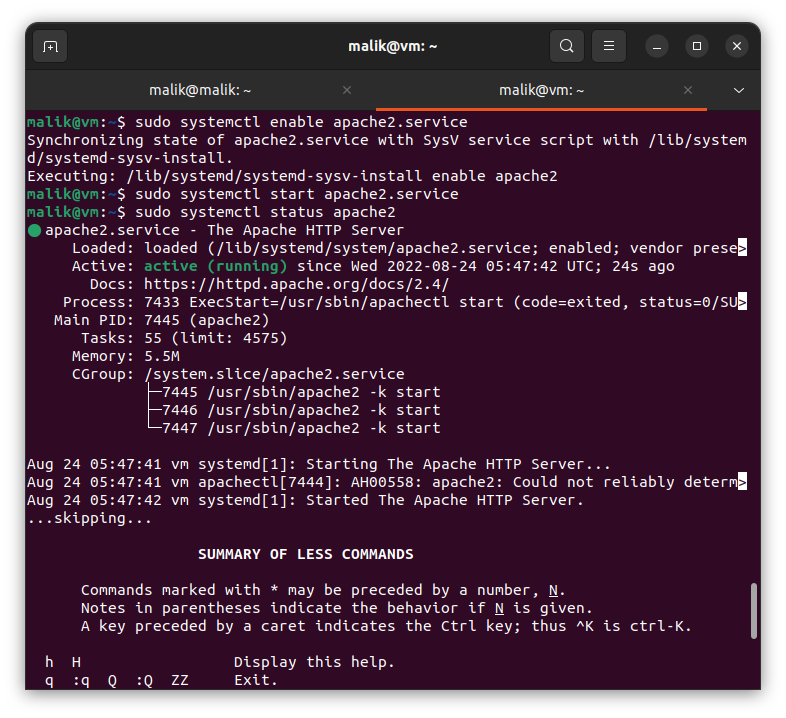 malik@vm: ~
malik@malik: ~
malik@vm: ~
malik@vm:~$ sudo systemctl enable apache2.service
Synchronizing state of apache2.service with SysV service script with /lib/system
d/systemd-sysv-install.
Executing: /lib/systemd/systemd-sysv-install enable apache2
malik@vm:~$ sudo systemctl start apache2.service
malik@vm:~$ sudo systemctl status apache2
● apache2.service - The Apache HTTP Server
Loaded: loaded (/lib/systemd/system/apache2.service; enabled; vendor prese>
Active: active (running) since Wed 2022-08-24 05:47:42 UTC; 24s ago
Docs: https://httpd.apache.org/docs/2.4/
Process: 7433 ExecStart=/usr/sbin/apachectl start (code=exited, status=0/SU>
Main PID: 7445 (apache2)
Tasks: 55 (limit: 4575)
Memory: 5.5M
CGroup: /system.slice/apache2.service
├─7445 /usr/sbin/apache2 -k start
├─7446 /usr/sbin/apache2 -k start
└─7447 /usr/sbin/apache2 -k start
Aug 24 05:47:41 vm systemd[1]: Starting The Apache HTTP Server...
Aug 24 05:47:41 vm apachectl[7444]: AH00558: apache2: Could not reliably determ>
Aug 24 05:47:42 vm systemd[1]: Started The Apache HTTP Server.
...skipping...
SUMMARY OF LESS COMMANDS
Commands marked with * may be preceded by a number, N.
Notes in parentheses indicate the behavior if N is given.
A key preceded by a caret indicates the Ctrl key; thus ^K is ctrl-K.
h H Display this help.
q :q Q :Q ZZ Exit.